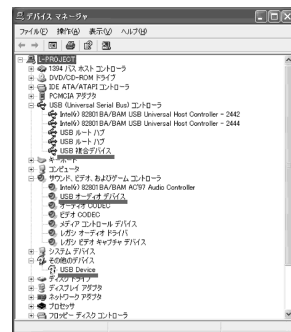 デバイス マネージャ
ファイル(F) 操作(A) 表示(V) ヘルプ(H)
L-PROJECT
1394 バス ホスト コントローラ
DVD/CD-ROM ドライブ
IDE ATA/ATAPI コントローラ
PCMCIA アダプタ
USB (Universal Serial Bus) コントローラ
Intel(r) 82801BA/BAM USB Universal Host Controller - 2442
Intel(r) 82801BA/BAM USB Universal Host Controller - 2444
USB ルート ハブ
USB ルート ハブ
USB 複合デバイス
キーボード
コンピュータ
サウンド、ビデオ、およびゲーム コントローラ
Intel(r) 82801BA/BAM AC'97 Audio Controller
USB オーディオ デバイス
オーディオ CODEC
ビデオ CODEC
メディア コントロール デバイス
レガシ オーディオ ドライバ
レガシ ビデオ キャプチャ デバイス
システム デバイス
その他のデバイス
USB Device
ディスク ドライブ
ディスプレイ アダプタ
ネットワーク アダプタ
プロセッサ
フロッピー ディスク コントローラ